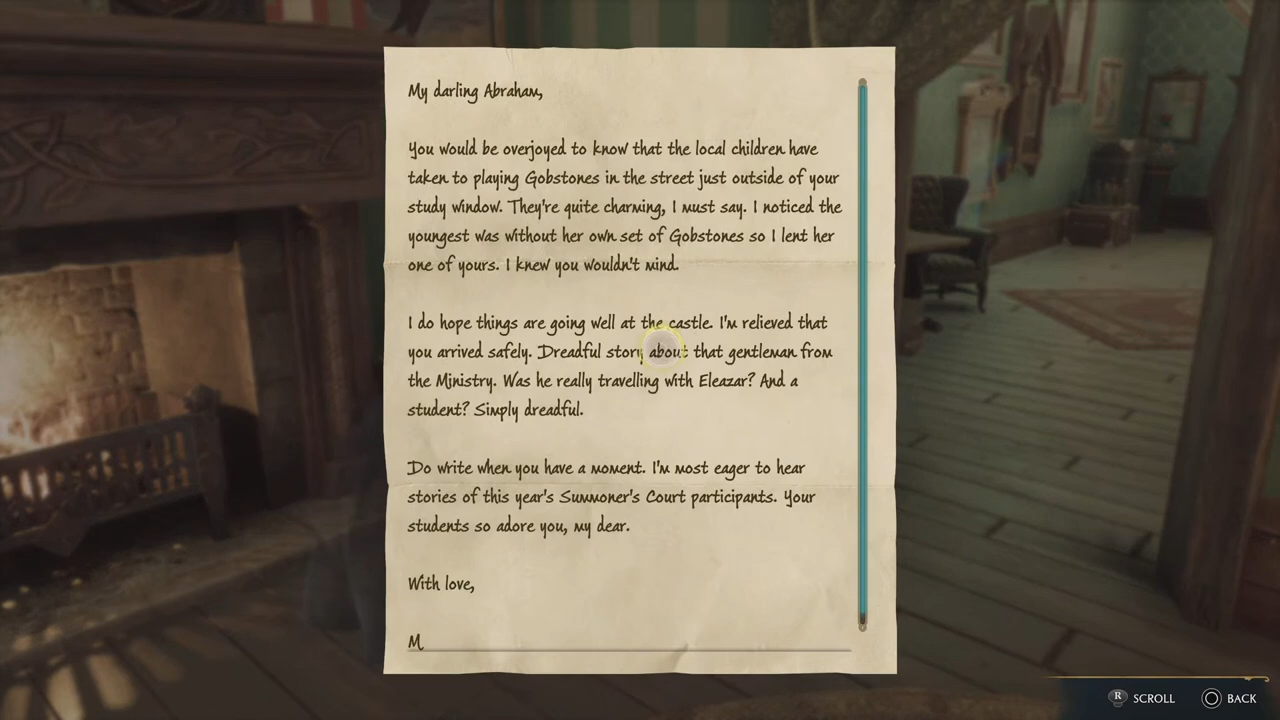 My darling Abraham,
You would be overjoyed to know that the local children have
taken to playing Gobstones in the street just outside of your
study window. They're quite charming, I must say. I noticed the
youngest was without her own set of Gobstones so I lent her
one of yours. I knew you wouldn't mind.
I do hope things are going well at the castle. I'm relieved that
you arrived safely. Dreadful story about that gentleman from
the Ministry. Was he really travelling with Eleazar? And a
student? Simply dreadful.
Do write when you have a moment. I'm most eager to hear
stories of this year's Summoner's Court participants. Your
students so adore you, my dear.
With love,
M
R SCROLL BACK